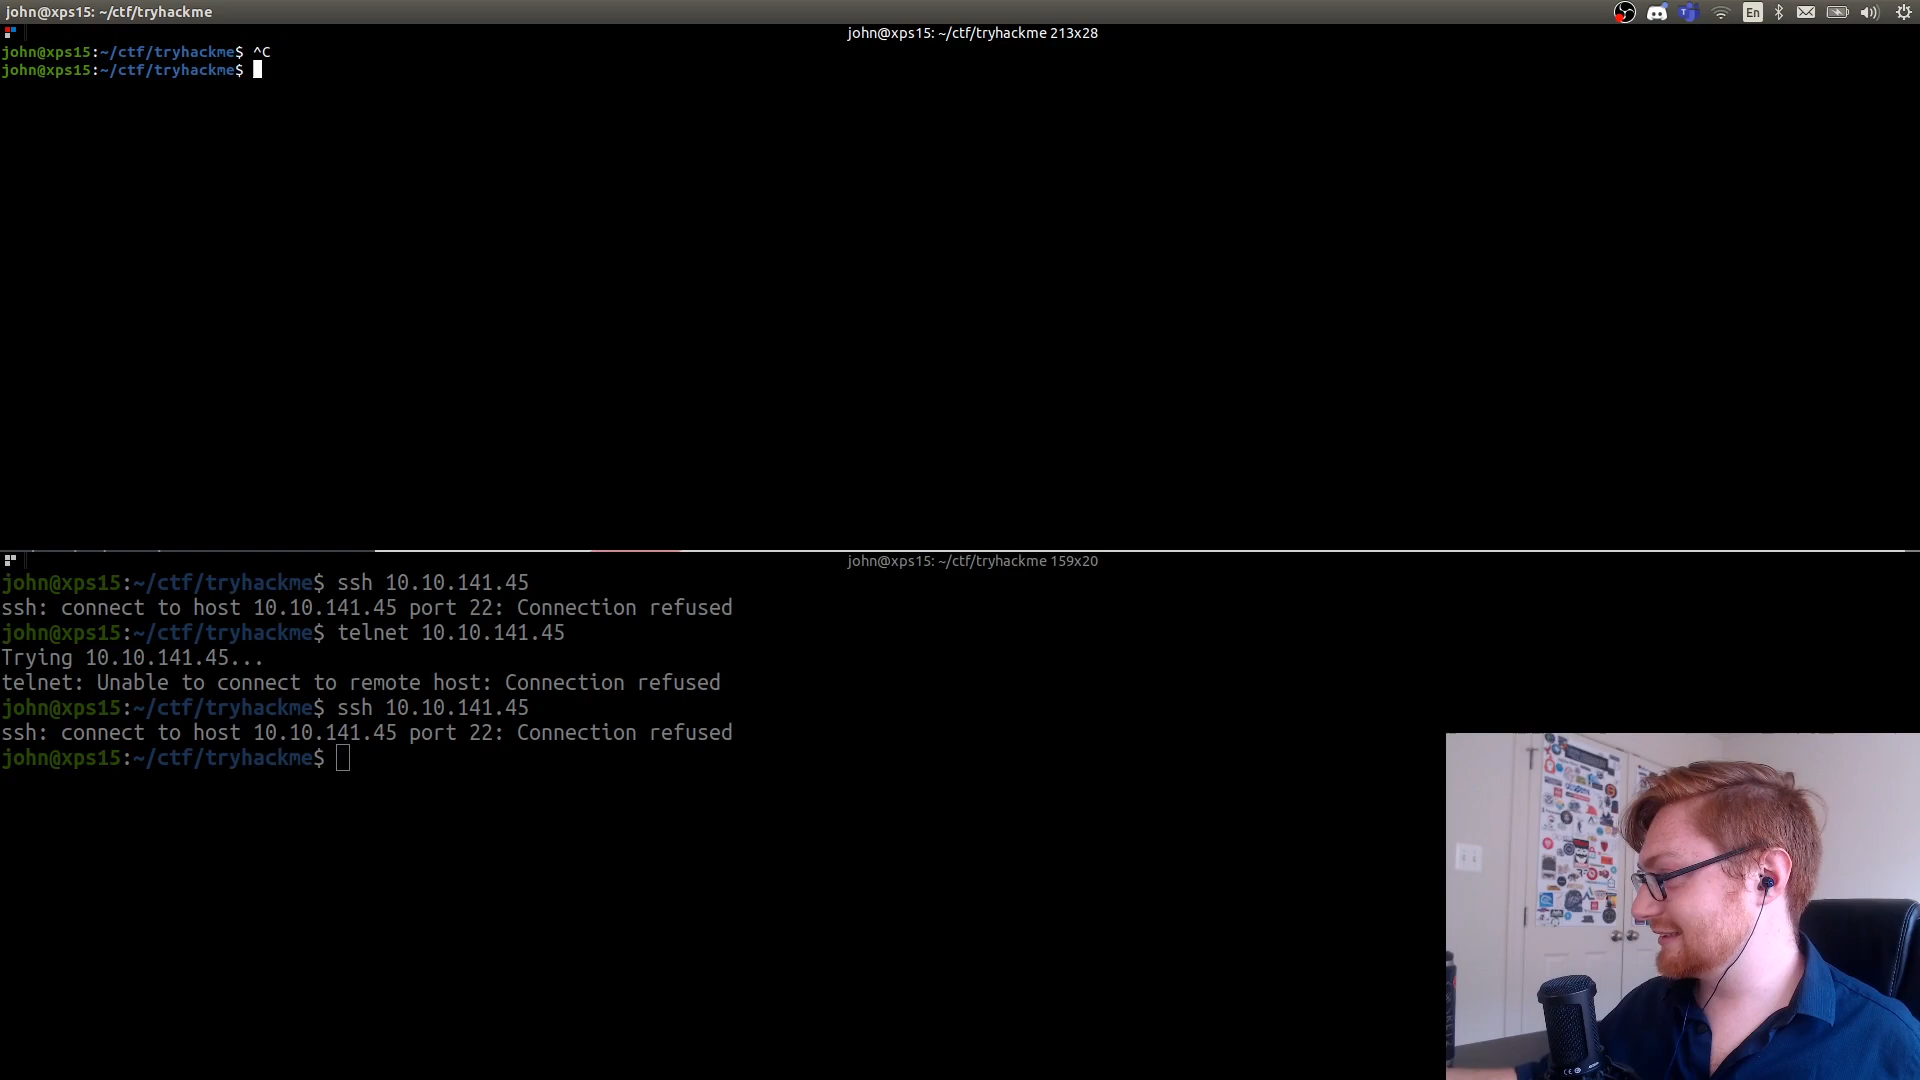 john@xps15: ~/ctf/tryhackme
En
john@xps15: ~/ctf/tryhackme 213x28
john@xps15:~/ctf/tryhackme$ ^C
john@xps15:~/ctf/tryhackme$
john@xps15: ~/ctf/tryhackme 159x20
john@xps15:~/ctf/tryhackme$ ssh 10.10.141.45
ssh: connect to host 10.10.141.45 port 22: Connection refused
john@xps15:~/ctf/tryhackme$ telnet 10.10.141.45
Trying 10.10.141.45...
telnet: Unable to connect to remote host: Connection refused
john@xps15:~/ctf/tryhackme$ ssh 10.10.141.45
ssh: connect to host 10.10.141.45 port 22: Connection refused
john@xps15:~/ctf/tryhackme$